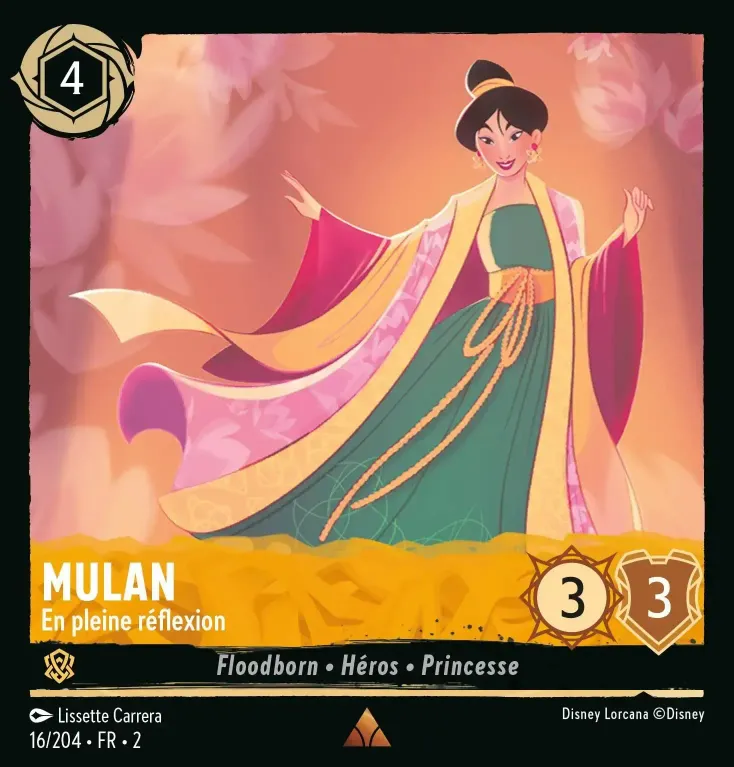 4
MULAN
En pleine réflexion
3 3
Floodborn • Héros • Princesse
Lissette Carrera
Disney Lorcana ©Disney
16/204 • FR • 2